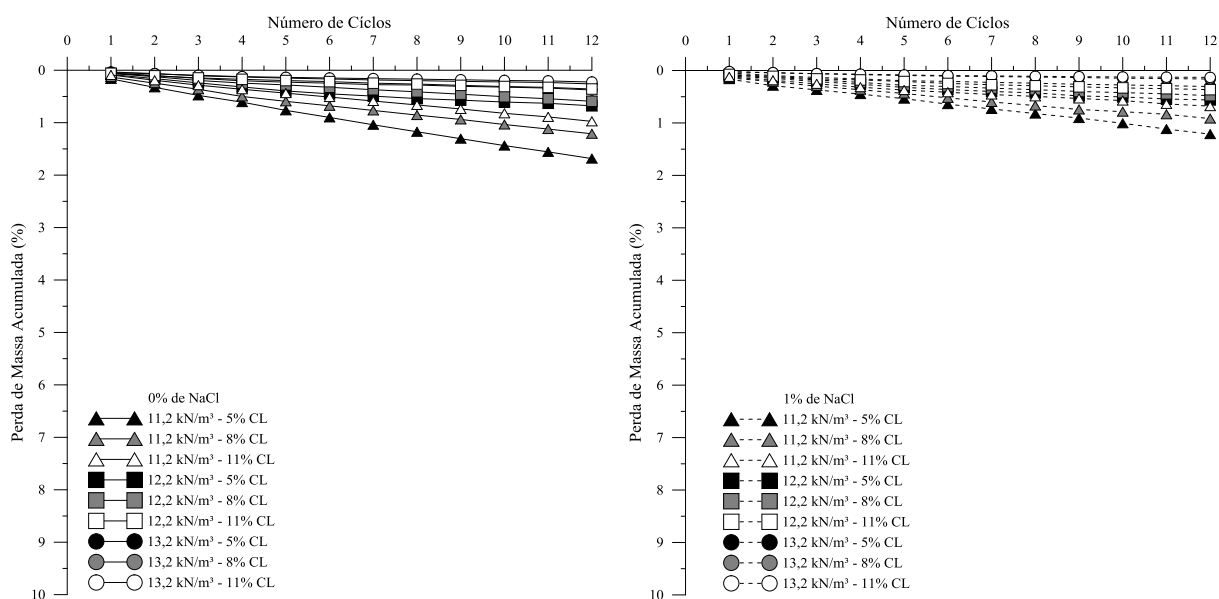 Número de Cíclos
0 1 2 3 4 5 6 7 8 9 10 11 12
0
1
2
3
4
5
6
7
8
9
10
Perda de Massa Acumulada (%)
0% de NaCl
11,2 kN/m³ - 5% CL
11,2 kN/m³ - 8% CL
11,2 kN/m³ - 11% CL
12,2 kN/m³ - 5% CL
12,2 kN/m³ - 8% CL
12,2 kN/m³ - 11% CL
13,2 kN/m³ - 5% CL
13,2 kN/m³ - 8% CL
13,2 kN/m³ - 11% CL
Número de Cíclos
0 1 2 3 4 5 6 7 8 9 10 11 12
0
1
2
3
4
5
6
7
8
9
10
Perda de Massa Acumulada (%)
1% de NaCl
11,2 kN/m³ - 5% CL
11,2 kN/m³ - 8% CL
11,2 kN/m³ - 11% CL
12,2 kN/m³ - 5% CL
12,2 kN/m³ - 8% CL
12,2 kN/m³ - 11% CL
13,2 kN/m³ - 5% CL
13,2 kN/m³ - 8% CL
13,2 kN/m³ - 11% CL